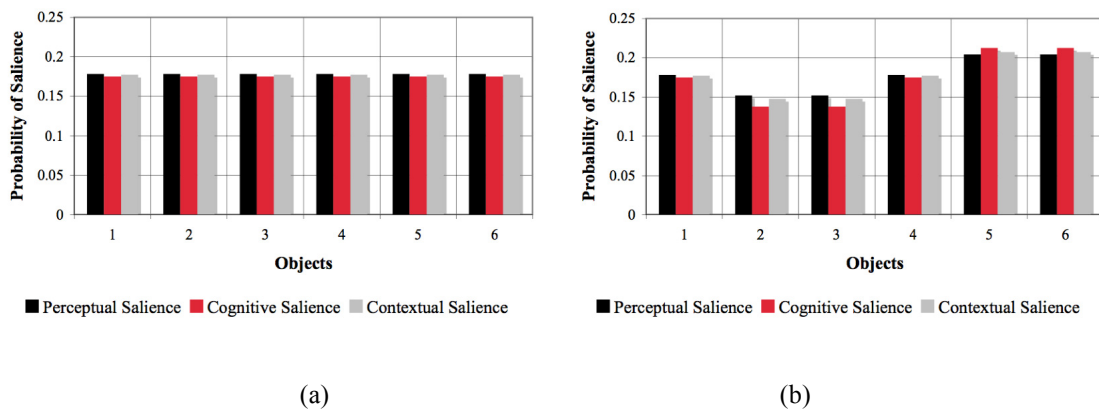 0.25
0.2
0.15
0.1
0.05
0
Probability of Salience
1 2 3 4 5 6
Objects
Perceptual Salience Cognitive Salience Contextual Salience
(a)
0.25
0.2
0.15
0.1
0.05
0
Probability of Salience
1 2 3 4 5 6
Objects
Perceptual Salience Cognitive Salience Contextual Salience
(b)